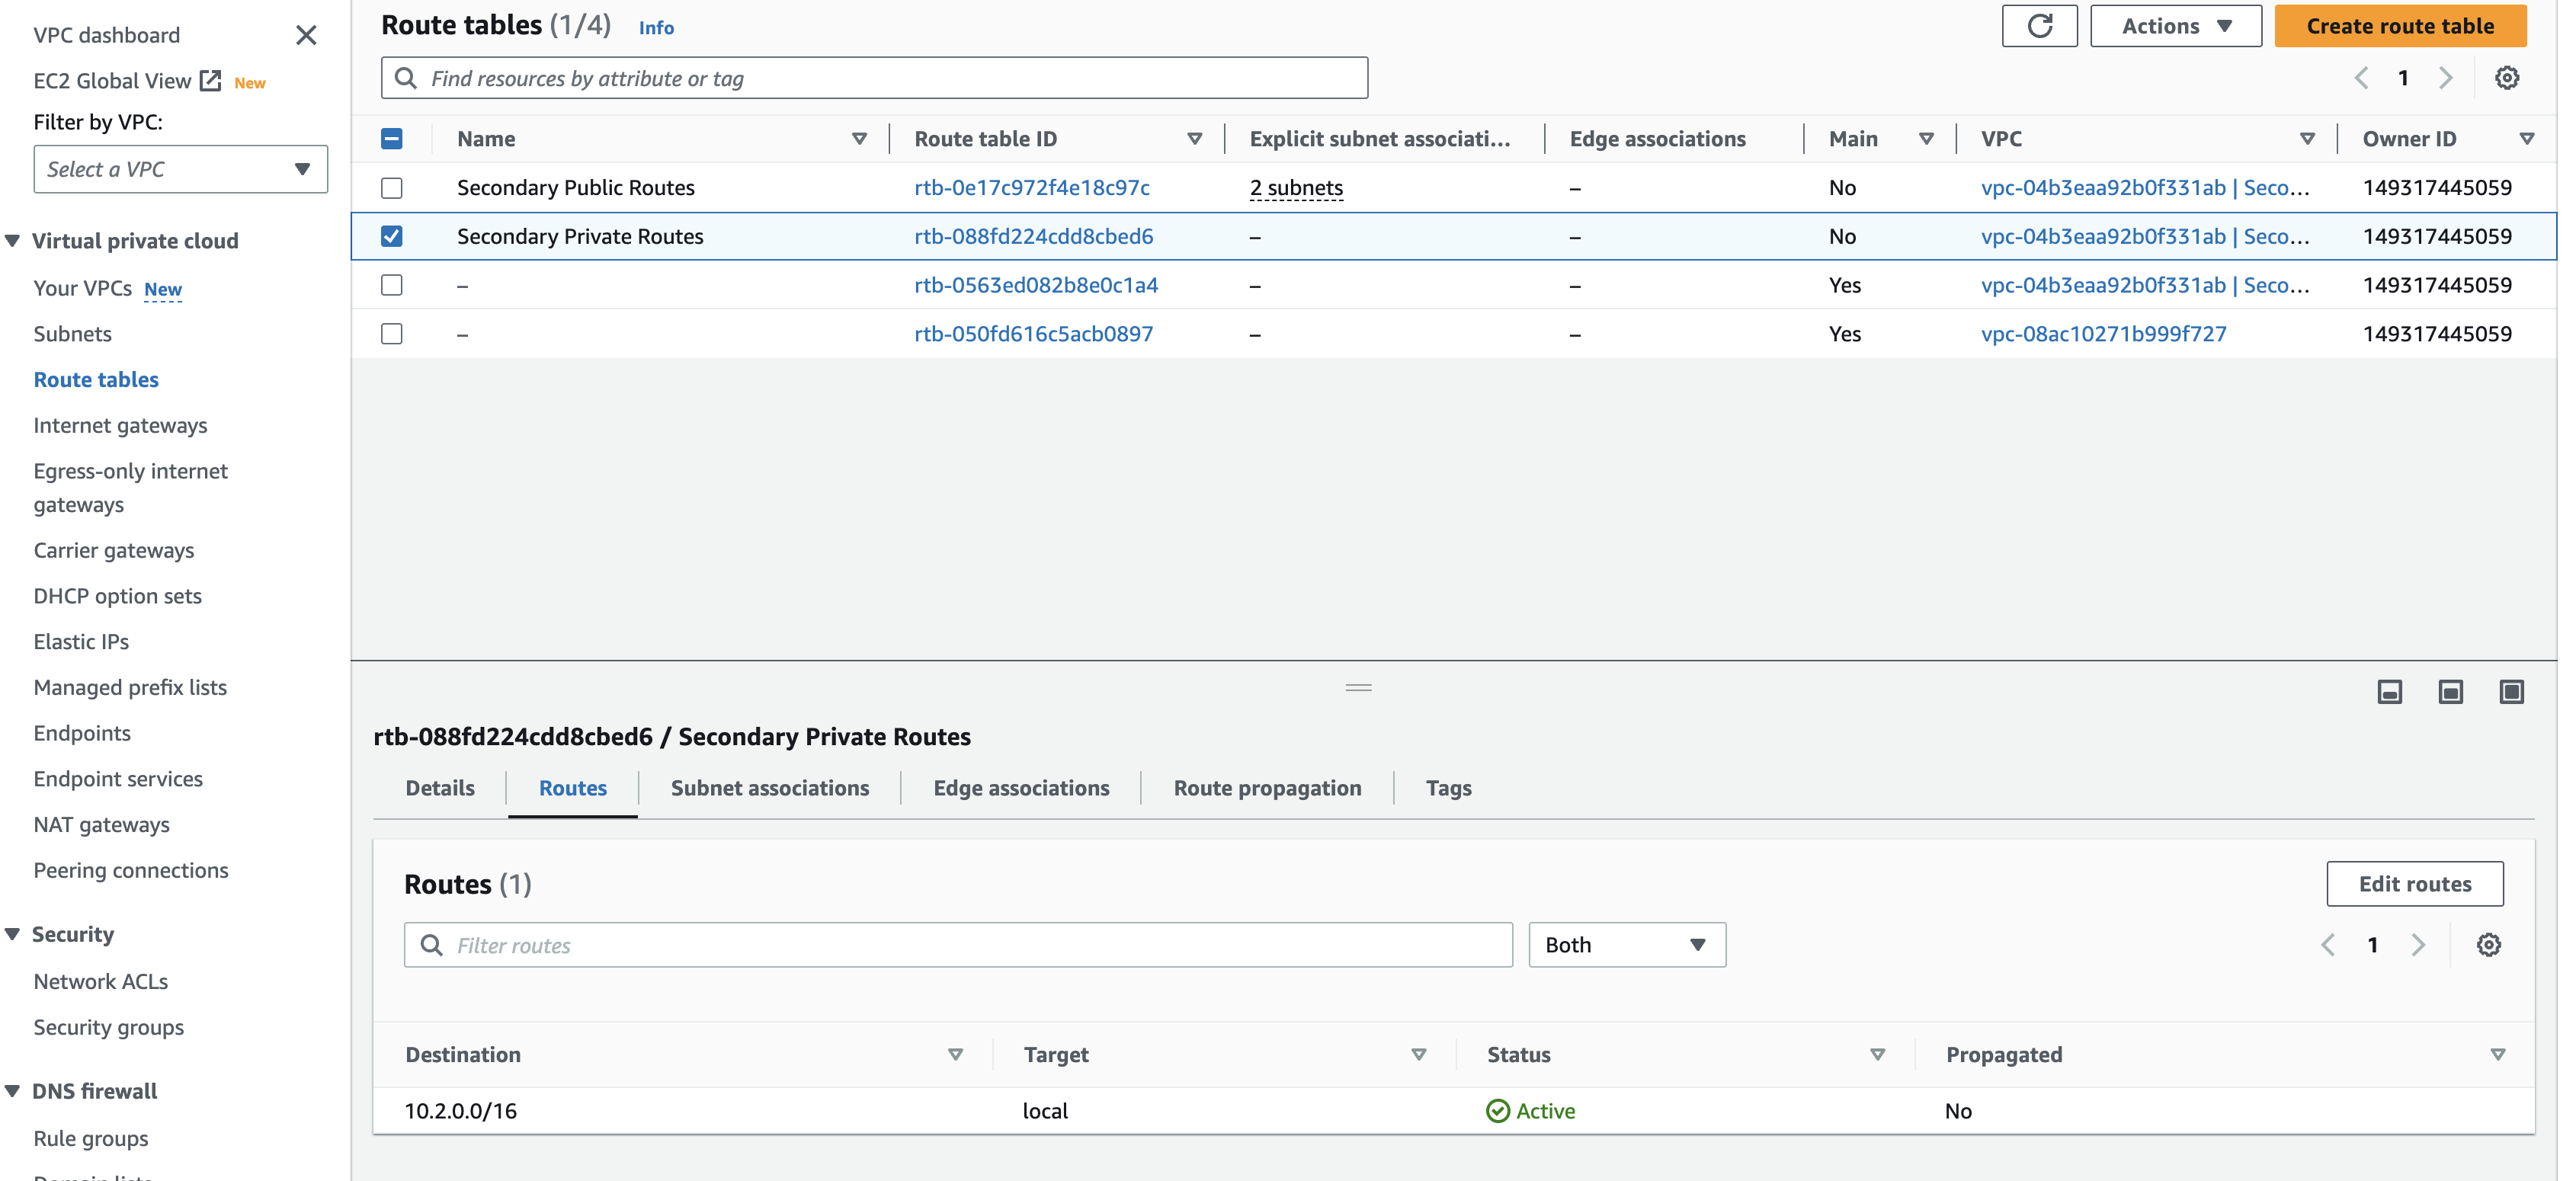 VPC dashboard
EC2 Global View New
Filter by VPC:
Select a VPC
Virtual private cloud
Your VPCs New
Subnets
Route tables
Internet gateways
Egress-only internet
gateways
Carrier gateways
DHCP option sets
Elastic IPs
Managed prefix lists
Endpoints
Endpoint services
NAT gateways
Peering connections
Security
Network ACLs
Security groups
DNS firewall
Rule groups
Route tables (1/4) Info
Actions
Create route table
Find resources by attribute or tag
1
Name Route table ID Explicit subnet associati... Edge associations Main VPC Owner ID
Secondary Public Routes rtb-0e17c972f4e18c97c 2 subnets – No vpc-04b3eaa92b0f331ab | Seco... 149317445059
Secondary Private Routes rtb-088fd224cdd8cbed6 – – No vpc-04b3eaa92b0f331ab | Seco... 149317445059
– rtb-0563ed082b8e0c1a4 – – Yes vpc-04b3eaa92b0f331ab | Seco... 149317445059
– rtb-050fd616c5acb0897 – – Yes vpc-08ac10271b999f727 149317445059
rtb-088fd224cdd8cbed6 / Secondary Private Routes
Details Routes Subnet associations Edge associations Route propagation Tags
Routes (1)
Edit routes
Filter routes
Both
1
Destination Target Status Propagated
10.2.0.0/16 local Active No